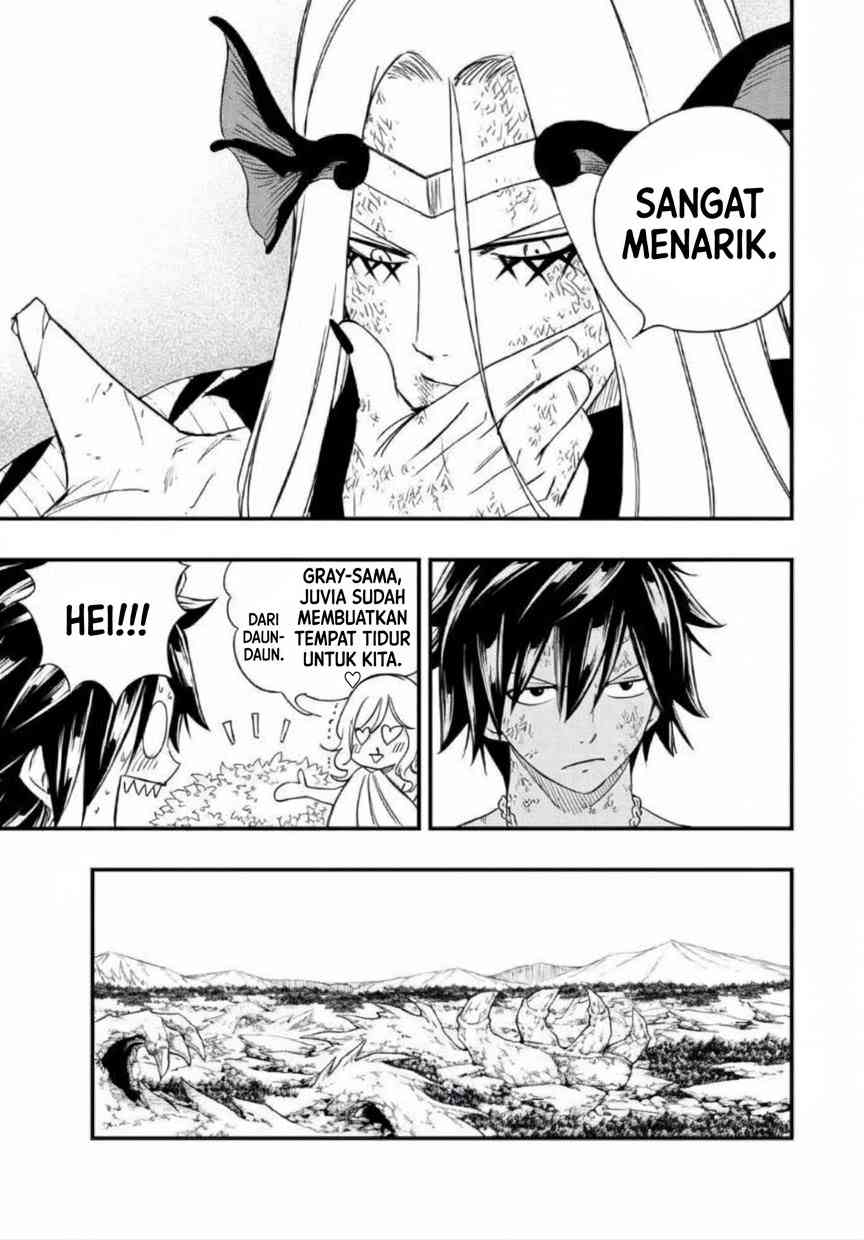 SANGAT
MENARIK.
GRAY-SAMA,
JUVIA SUDAH
MEMBUATKAN
TEMPAT TIDUR
UNTUK KITA.
♡
DARI
DAUN-
DAUN.
HEI!!!